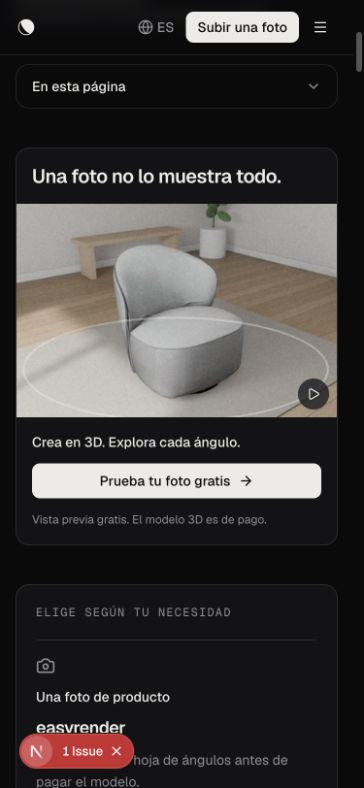 ES
Subir una foto
En esta página
Una foto no lo muestra todo.
Crea en 3D. Explora cada ángulo.
Prueba tu foto gratis →
Vista previa gratis. El modelo 3D es de pago.
ELIGE SEGÚN TU NECESIDAD
Una foto de producto
easyrender
N 1 Issue ×
hoja de ángulos antes de
pagar el modelo.